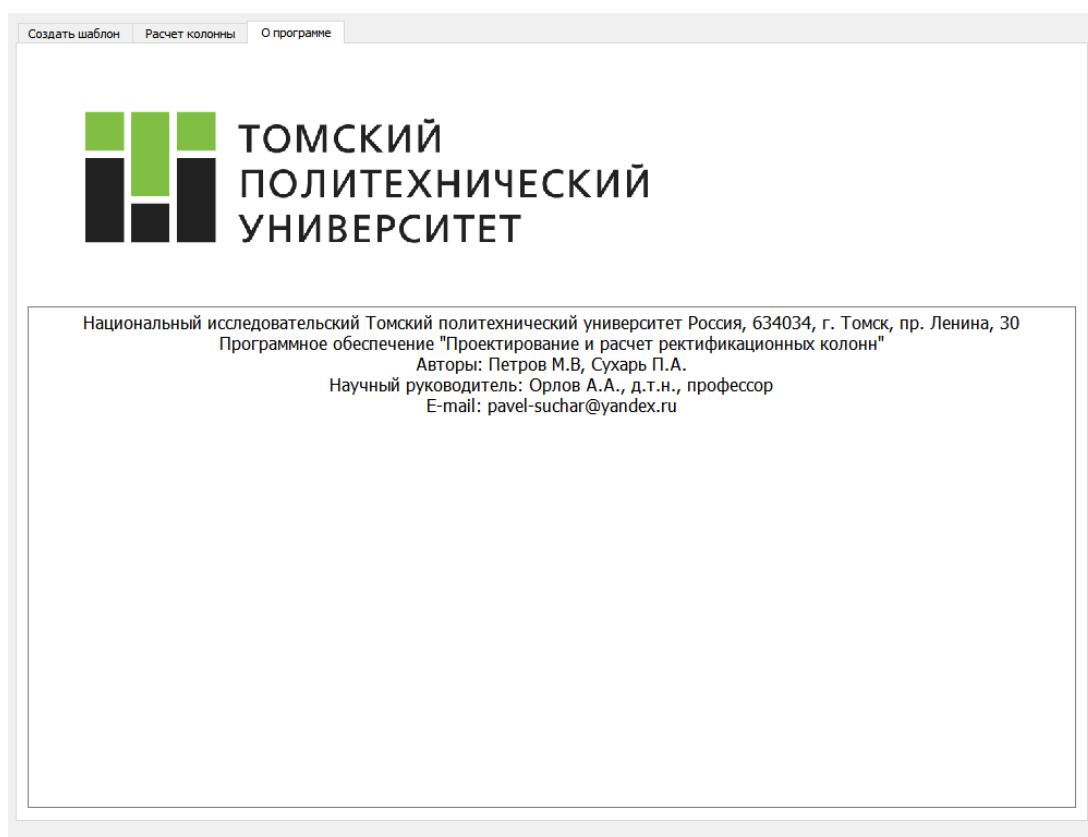 Создать шаблон Расчет колонны О программе
ТОМСКИЙ
ПОЛИТЕХНИЧЕСКИЙ
УНИВЕРСИТЕТ
Национальный исследовательский Томский политехнический университет Россия, 634034, г. Томск, пр. Ленина, 30
Программное обеспечение "Проектирование и расчет ректификационных колонн"
Авторы: Петров М.В, Сухарь П.А.
Научный руководитель: Орлов А.А., д.т.н., профессор
E-mail: pavel-suchar@yandex.ru